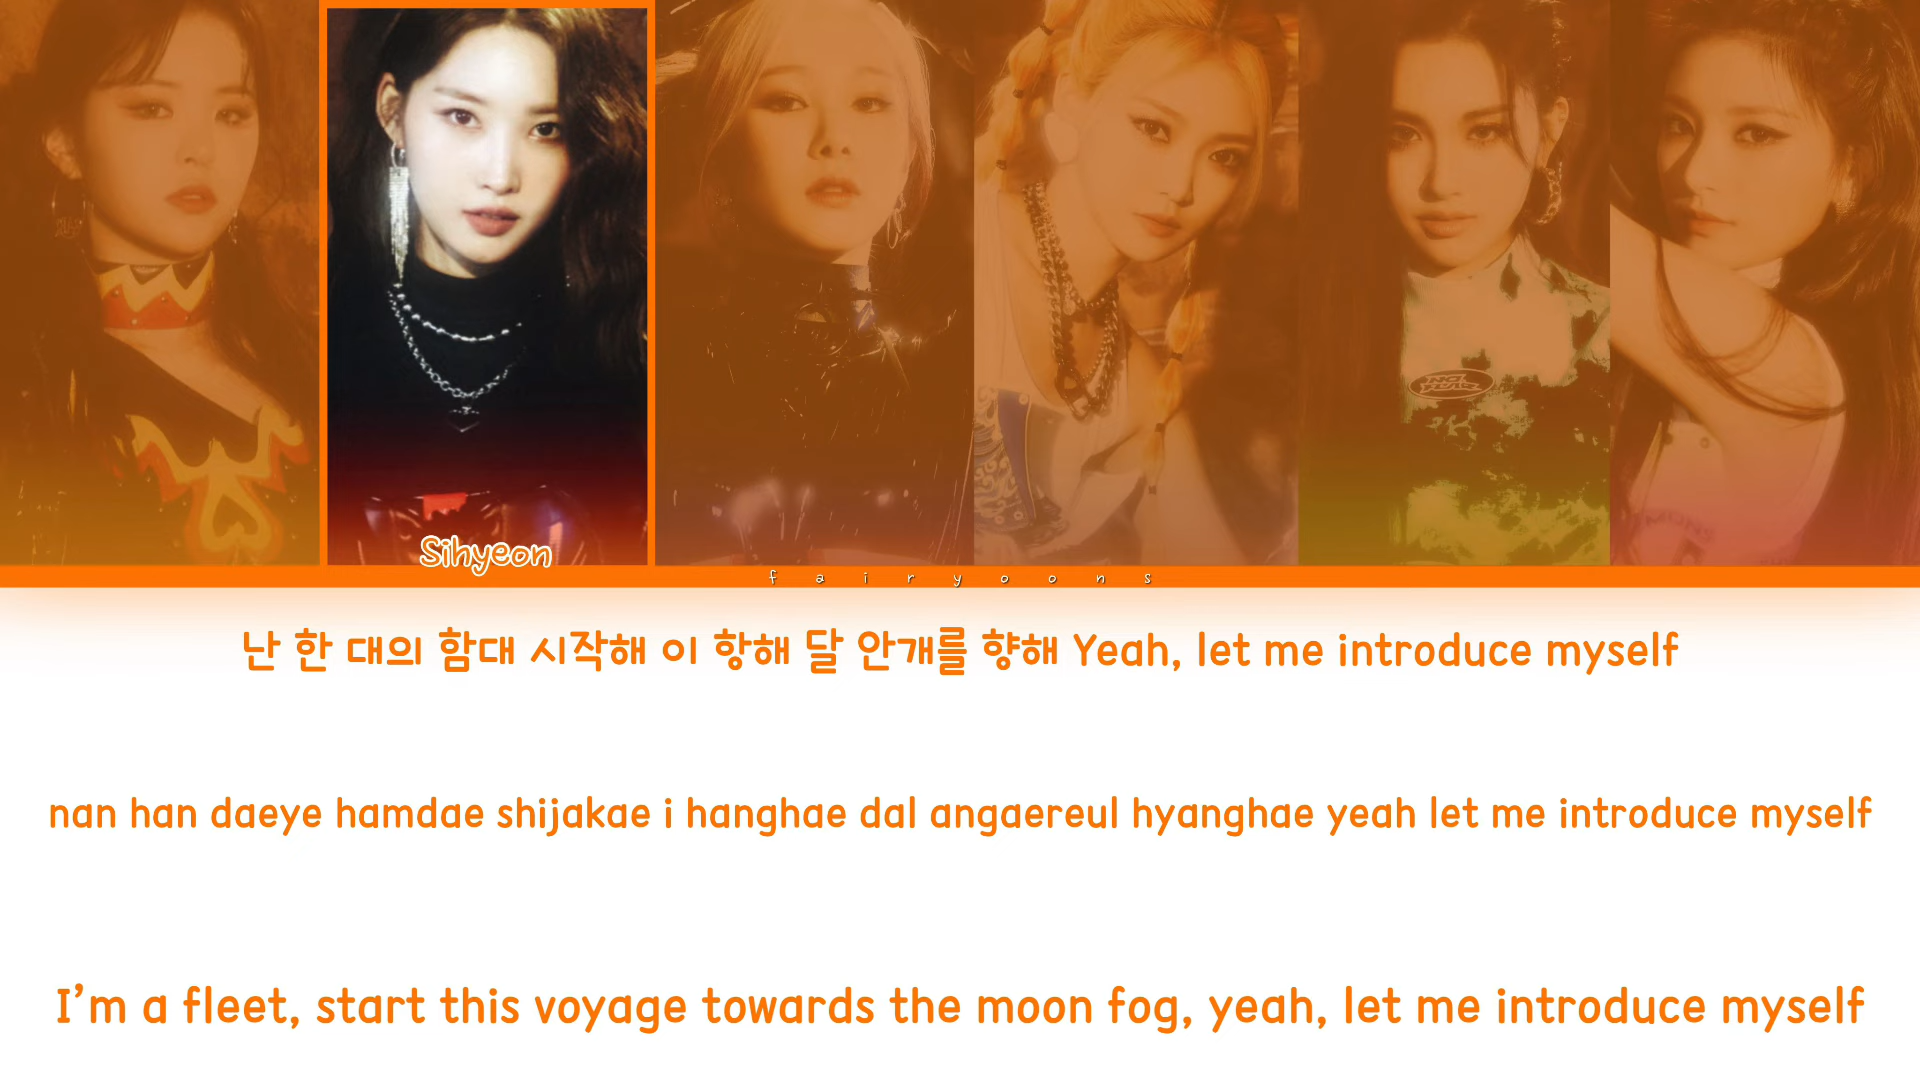 NO
FEAR
Sihyeon
f a i r y o o n s
난 한 대의 함대 시작해 이 항해 달 안개를 향해 Yeah, let me introduce myself
nan han daeye hamdae shijakae i hanghae dal angaereul hyanghae yeah let me introduce myself
I’m a fleet, start this voyage towards the moon fog, yeah, let me introduce myself